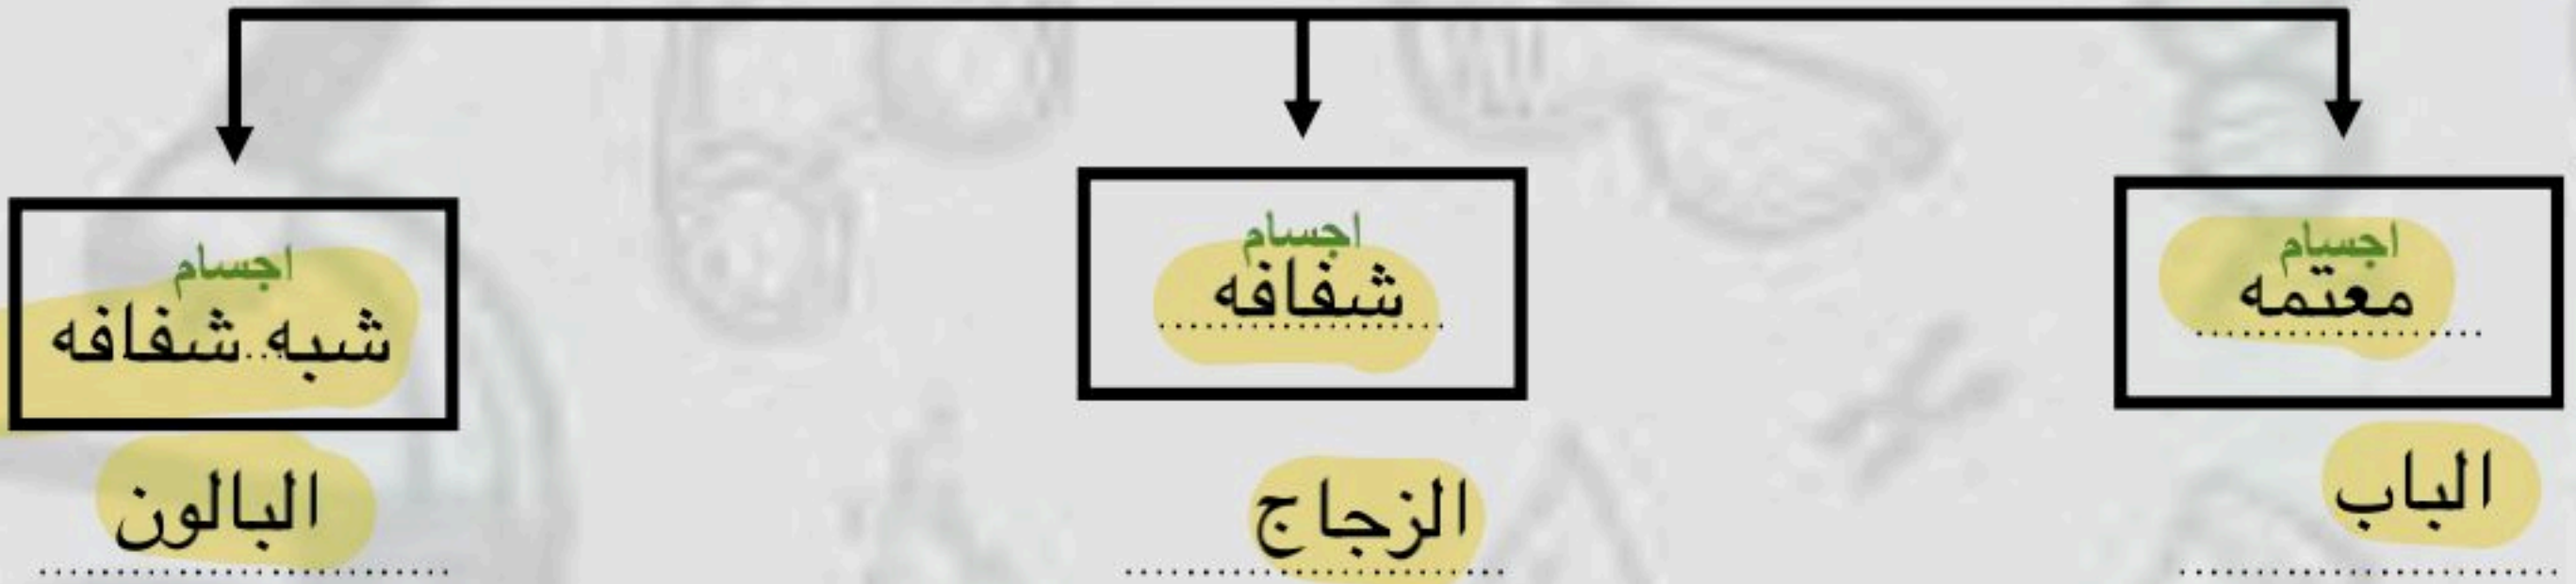 اجسام
معتمه
الباب
اجسام
شفافه
الزجاج
اجسام
شبه شفافه
البالون